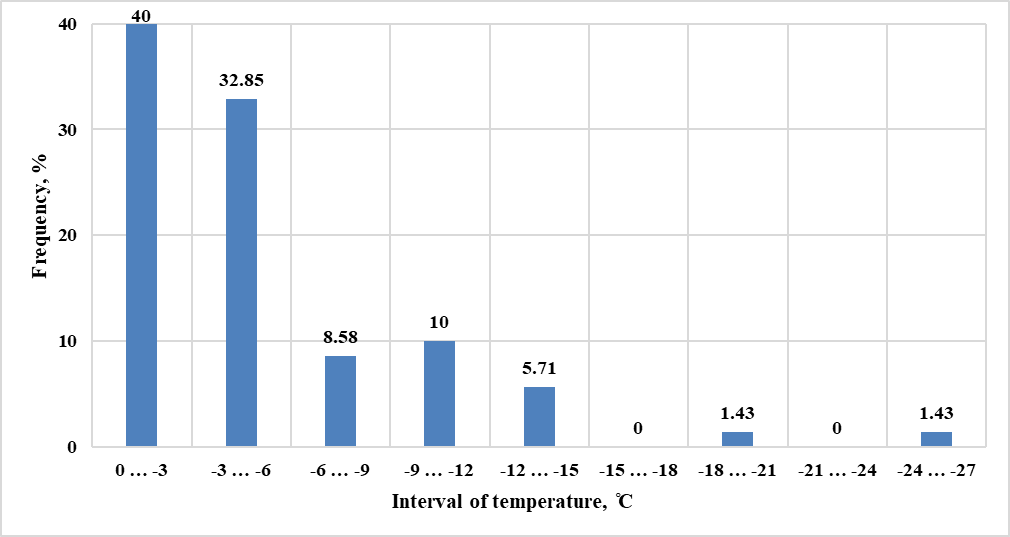 40
30
20
10
0
Frequency, %
40
32.85
8.58
10
5.71
0
1.43
0
1.43
0 … -3
-3 … -6
-6 … -9
-9 … -12
-12 … -15
-15 … -18
-18 … -21
-21 … -24
-24 … -27
Interval of temperature, ℃